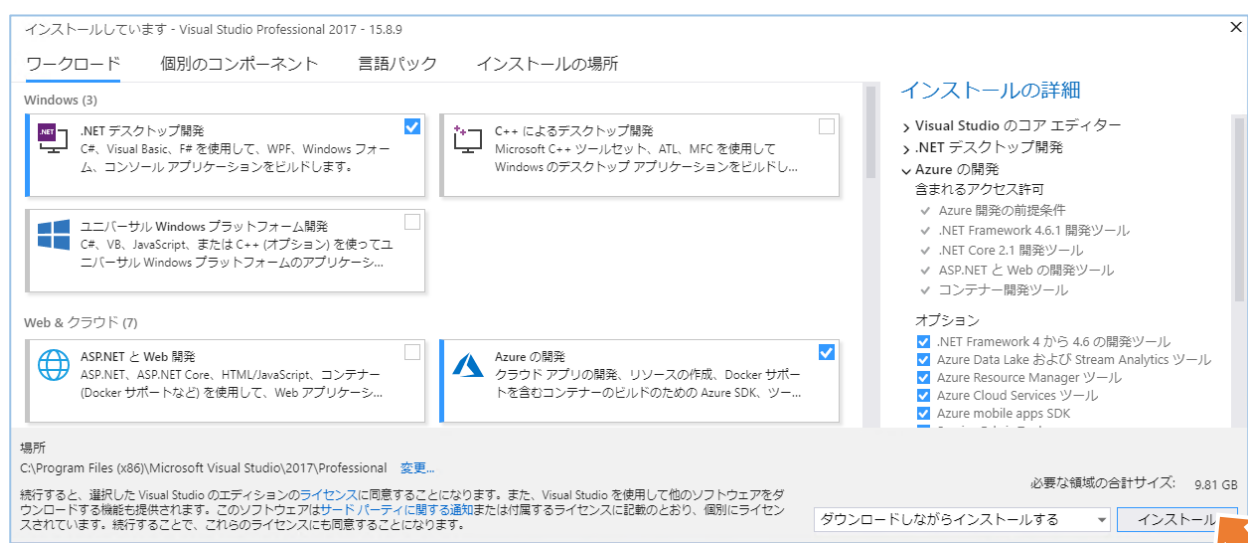 インストールしています - Visual Studio Professional 2017 - 15.8.9
ワークロード 個別のコンポーネント 言語パック インストールの場所
Windows (3)
.NET デスクトップ開発
C#、Visual Basic、F# を使用して、WPF、Windows フォー
ム、コンソール アプリケーションをビルドします。
C++ によるデスクトップ開発
Microsoft C++ ツールセット、ATL、MFC を使用して
Windows のデスクトップ アプリケーションをビルドし...
ユニバーサル Windows プラットフォーム開発
C#、VB、JavaScript、または C++ (オプション) を使ってユ
ニバーサル Windows プラットフォームのアプリケーシ...
Web & クラウド (7)
ASP.NET と Web 開発
ASP.NET、ASP.NET Core、HTML/JavaScript、コンテナー
(Docker サポートなど) を使用して、Web アプリケーシ...
Azure の開発
クラウド アプリの開発、リソースの作成、Docker サポー
トを含むコンテナーのビルドのための Azure SDK、ツー...
インストールの詳細
Visual Studio のコア エディター
.NET デスクトップ開発
Azure の開発
含まれるアクセス許可
Azure 開発の前提条件
.NET Framework 4.6.1 開発ツール
.NET Core 2.1 開発ツール
ASP.NET と Web の開発ツール
コンテナー開発ツール
オプション
.NET Framework 4 から 4.6 の開発ツール
Azure Data Lake および Stream Analytics ツール
Azure Resource Manager ツール
Azure Cloud Services ツール
Azure mobile apps SDK
場所
C:\Program Files (x86)\Microsoft Visual Studio\2017\Professional 変更...
続行すると、選択した Visual Studio のエディションのライセンスに同意することになります。また、Visual Studio を使用して他のソフトウェアをダ
ウンロードする機能も提供されます。このソフトウェアはサード パーティに関する通知または付属するライセンスに記載のとおり、個別にライセン
スされています。続行することで、これらのライセンスにも同意することになります。
必要な領域の合計サイズ: 9.81 GB
ダウンロードしながらインストールする インストール